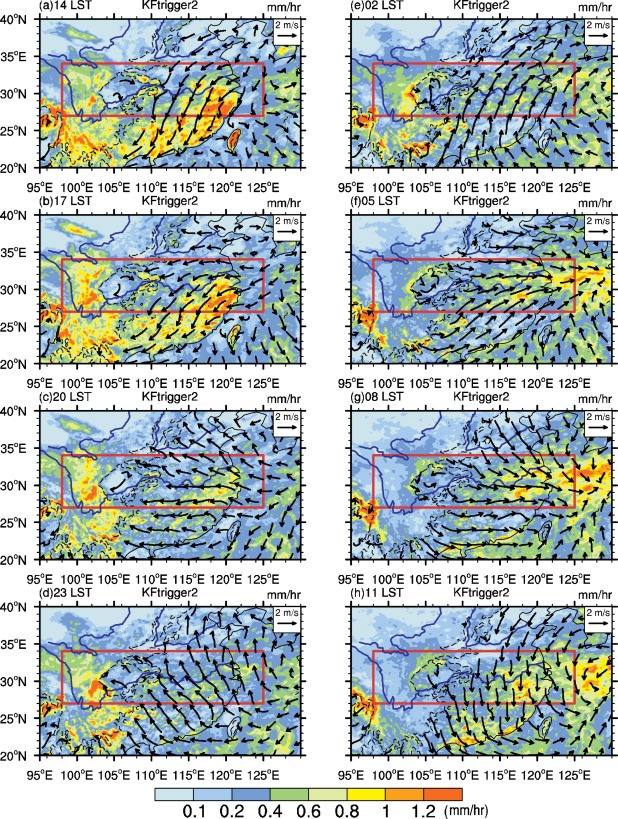 (a)14 LST KFtrigger2 mm/hr
2 m/s
40°N
35°N
30°N
25°N
20°N
95°E 100°E 105°E 110°E 115°E 120°E 125°E
(e)02 LST KFtrigger2 mm/hr
2 m/s
40°N
35°N
30°N
25°N
20°N
95°E 100°E 105°E 110°E 115°E 120°E 125°E
(b)17 LST KFtrigger2 mm/hr
2 m/s
40°N
35°N
30°N
25°N
20°N
95°E 100°E 105°E 110°E 115°E 120°E 125°E
(f)05 LST KFtrigger2 mm/hr
2 m/s
40°N
35°N
30°N
25°N
20°N
95°E 100°E 105°E 110°E 115°E 120°E 125°E
(c)20 LST KFtrigger2 mm/hr
2 m/s
40°N
35°N
30°N
25°N
20°N
95°E 100°E 105°E 110°E 115°E 120°E 125°E
(g)08 LST KFtrigger2 mm/hr
2 m/s
40°N
35°N
30°N
25°N
20°N
95°E 100°E 105°E 110°E 115°E 120°E 125°E
(d)23 LST KFtrigger2 mm/hr
2 m/s
40°N
35°N
30°N
25°N
20°N
95°E 100°E 105°E 110°E 115°E 120°E 125°E
(h)11 LST KFtrigger2 mm/hr
2 m/s
40°N
35°N
30°N
25°N
20°N
95°E 100°E 105°E 110°E 115°E 120°E 125°E
0.1 0.2 0.4 0.6 0.8 1 1.2 (mm/hr)